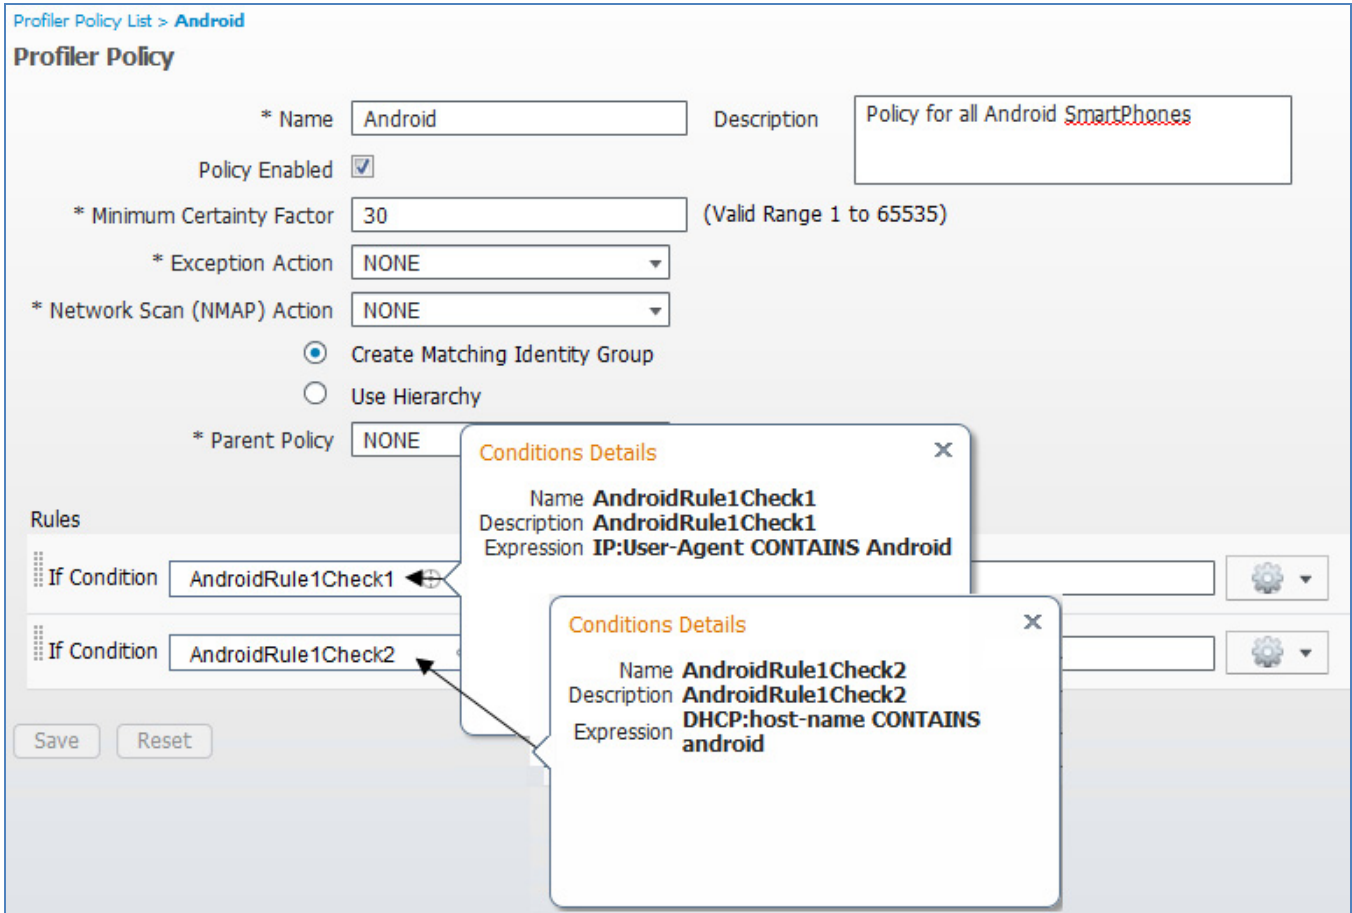 Profiler Policy List > Android
Profiler Policy
* Name Android Description Policy for all Android SmartPhones
Policy Enabled
* Minimum Certainty Factor 30 (Valid Range 1 to 65535)
* Exception Action NONE
* Network Scan (NMAP) Action NONE
Create Matching Identity Group
Use Hierarchy
* Parent Policy NONE
Conditions Details
Name AndroidRule1Check1
Description AndroidRule1Check1
Expression IP:User-Agent CONTAINS Android
Rules
If Condition AndroidRule1Check1
If Condition AndroidRule1Check2
Conditions Details
Name AndroidRule1Check2
Description AndroidRule1Check2
Expression DHCP:host-name CONTAINS
android
Save Reset